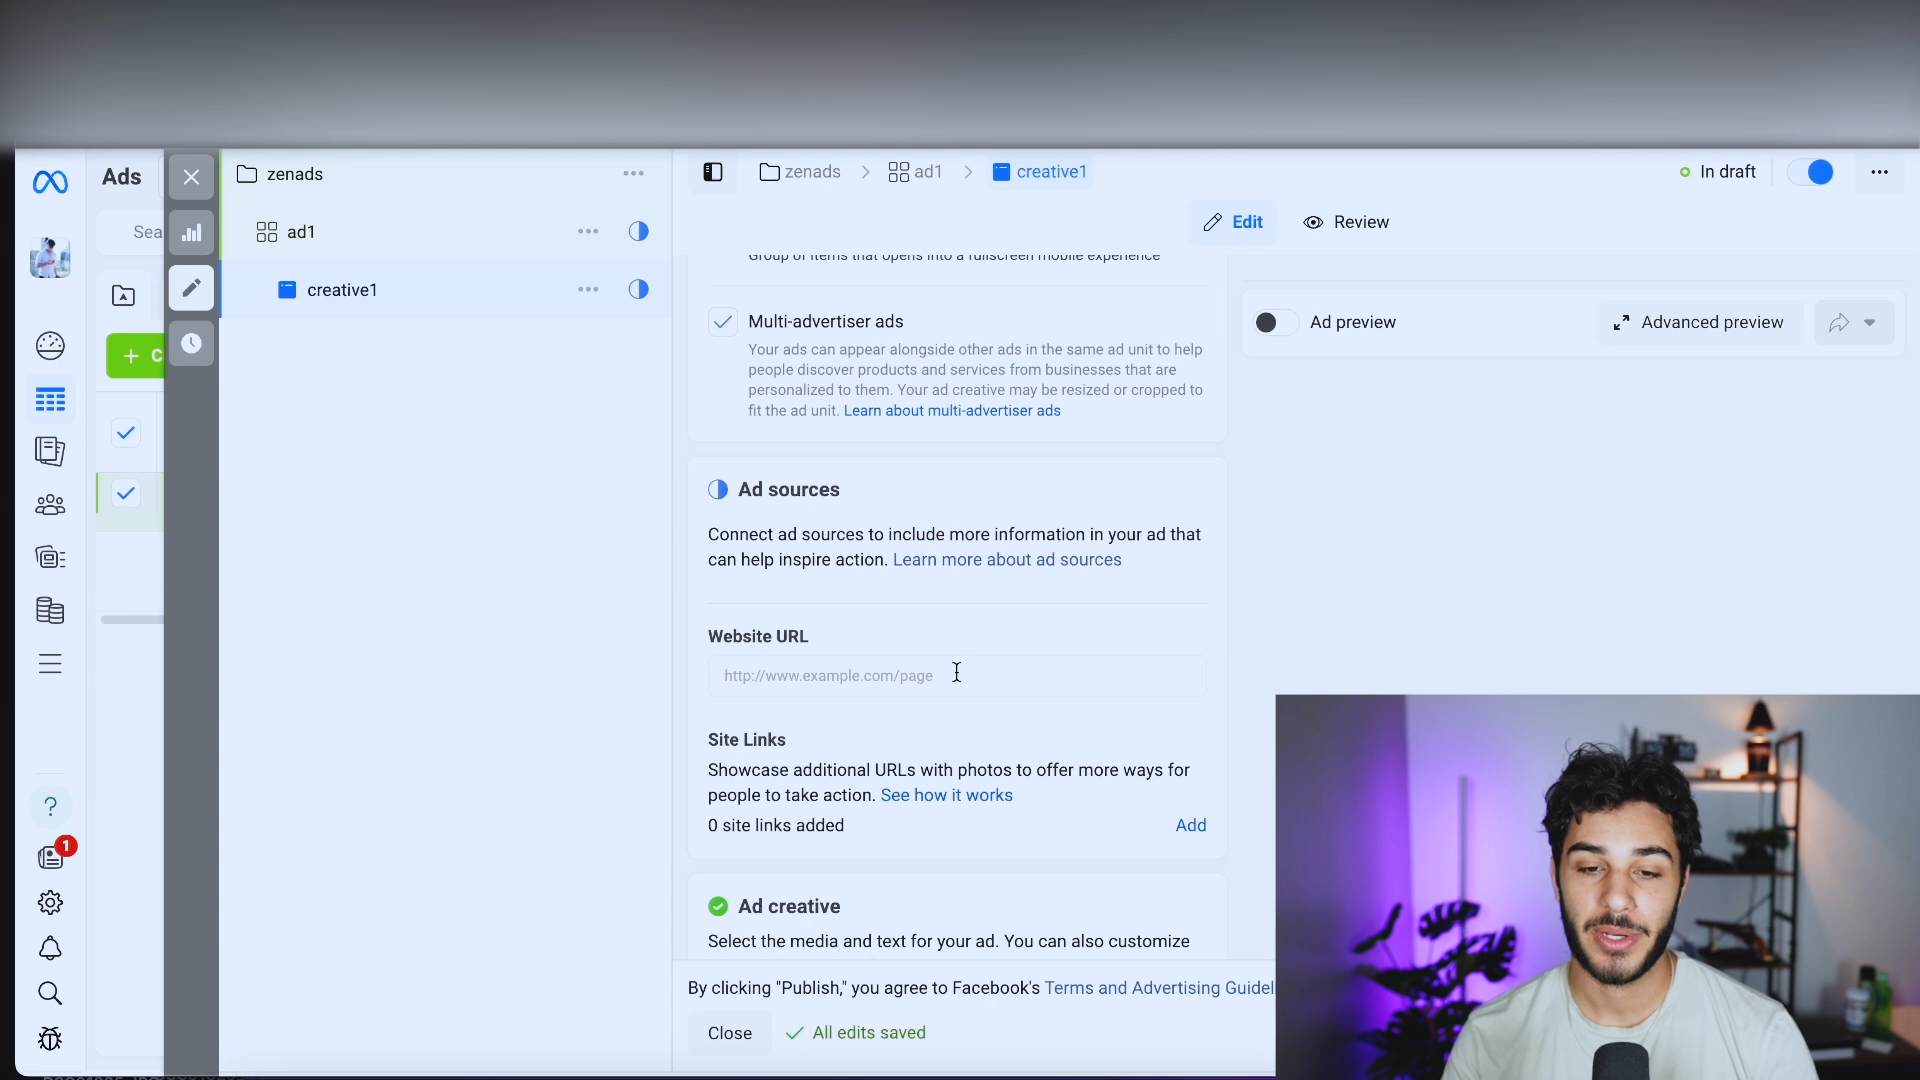 Ads
zenads
zenads
ad1
creative1
In draft
Sea
ad1
Edit
Review
creative1
Group of items that opens into a fullscreen mobile experience
Multi-advertiser ads
Ad preview
Advanced preview
Your ads can appear alongside other ads in the same ad unit to help
people discover products and services from businesses that are
personalized to them. Your ad creative may be resized or cropped to
fit the ad unit. Learn about multi-advertiser ads
+ C
Ad sources
Connect ad sources to include more information in your ad that
can help inspire action. Learn more about ad sources
Website URL
http://www.example.com/page
Site Links
Showcase additional URLs with photos to offer more ways for
people to take action. See how it works
0 site links added
Add
1
Ad creative
Select the media and text for your ad. You can also customize
By clicking "Publish," you agree to Facebook's Terms and Advertising Guidel
Close
All edits saved